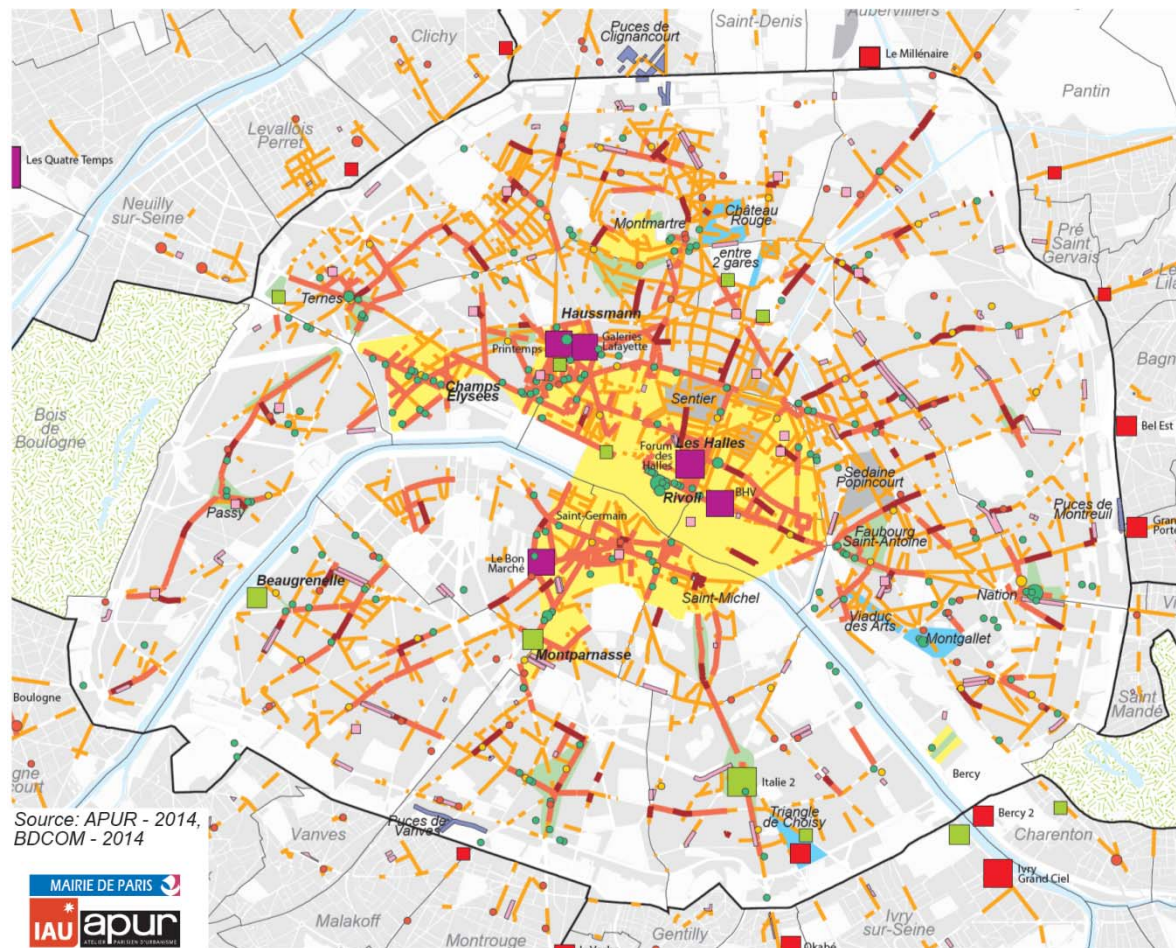 Aubervilliers
Saint-Denis
Clichy
Puces de
Clignancourt
Le Millénaire
Pantin
Levallois
Perret
Les Quatre Temps
Neuilly
sur-Seine
Château
Rouge
Montmartre
Pré
Saint
Gervais
entre
2 gares
Ternes
Haussmann
Printemps
Galeries
Lafayette
Champs
Elysées
Sentier
Bois
de
Boulogne
Bel Est
Les Halles
Forum
des
Halles
Sedaine
Popincourt
Rivoli
BHV
Passy
Saint-Germain
Puces de
Montreuil
Faubourg
Saint-Antoine
Le Bon
Marché
Beaugrenelle
Saint-Michel
Nation
Viaduc
des Arts
Montgallet
Montparnasse
Boulogne
Saint
Mandé
Bercy
Italie 2
Triangle
de Choisy
Bercy 2
Charenton
Puces de
Vanves
Vanves
Ivry
Grand Ciel
Source: APUR - 2014,
BDCOM - 2014
MAIRIE DE PARIS
IAU apur
ATELIER PARISIEN D'URBANISME
Malakoff
Montrouge
Gentilly
Ivry
sur-Seine
Okabé